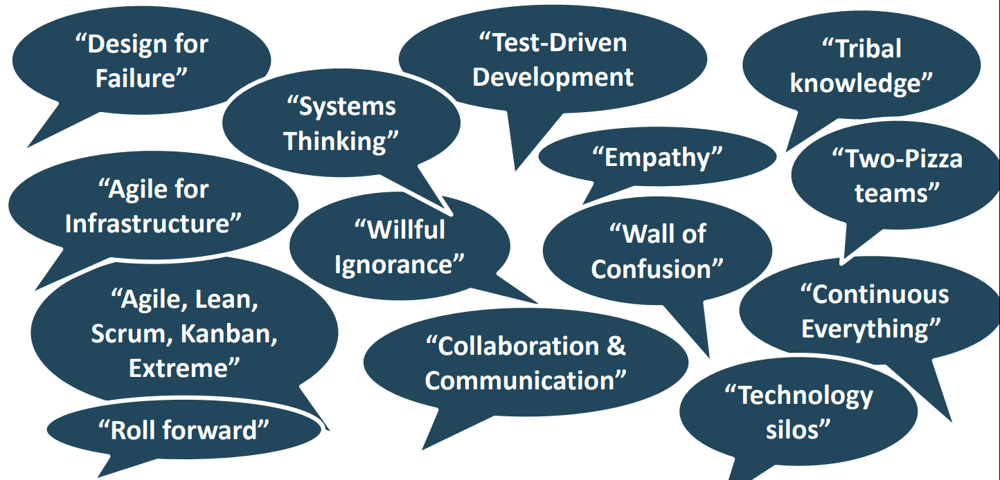 “Design for
Failure”
“Test-Driven
Development
“Tribal
knowledge”
“Systems
Thinking”
“Empathy”
“Two-Pizza
teams”
“Agile for
Infrastructure”
“Willful
Ignorance”
“Wall of
Confusion”
“Agile, Lean,
Scrum, Kanban,
Extreme”
“Continuous
Everything”
“Collaboration &
Communication”
“Technology
silos”
“Roll forward”